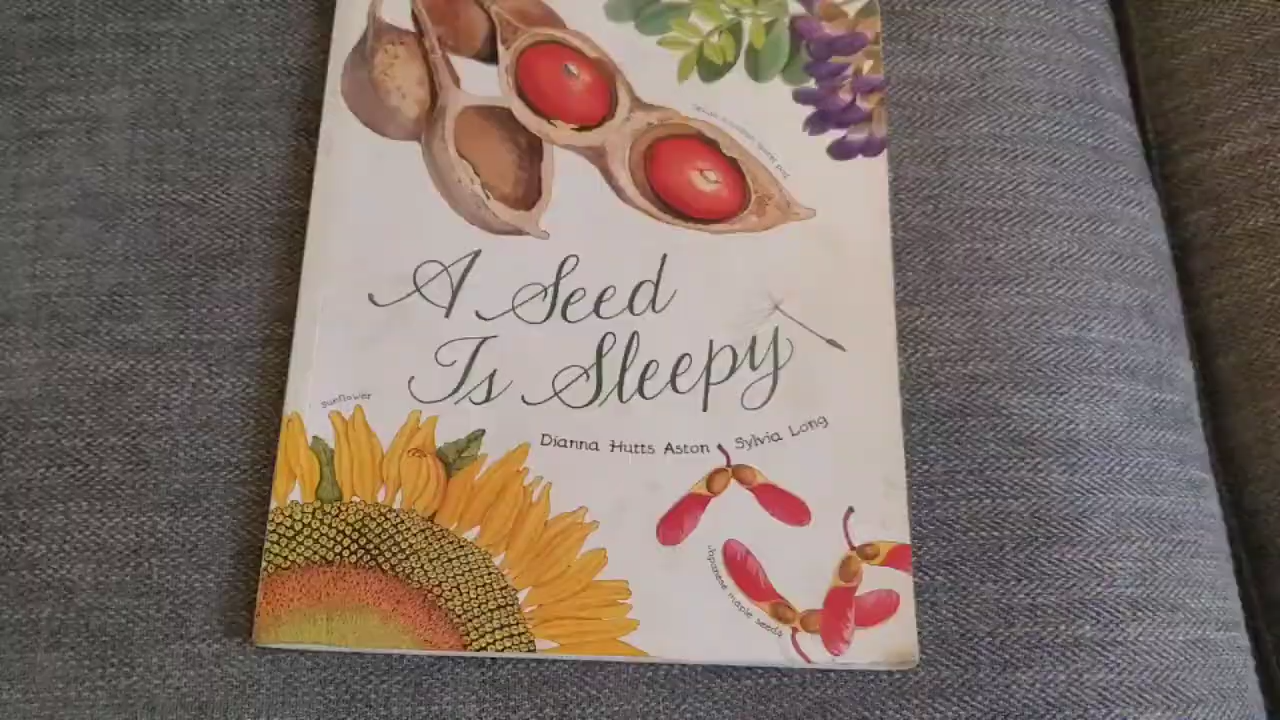 A Seed
Is Sleepy
sunflower
Dianna Hutts Aston Sylvia Long
Japanese maple seeds